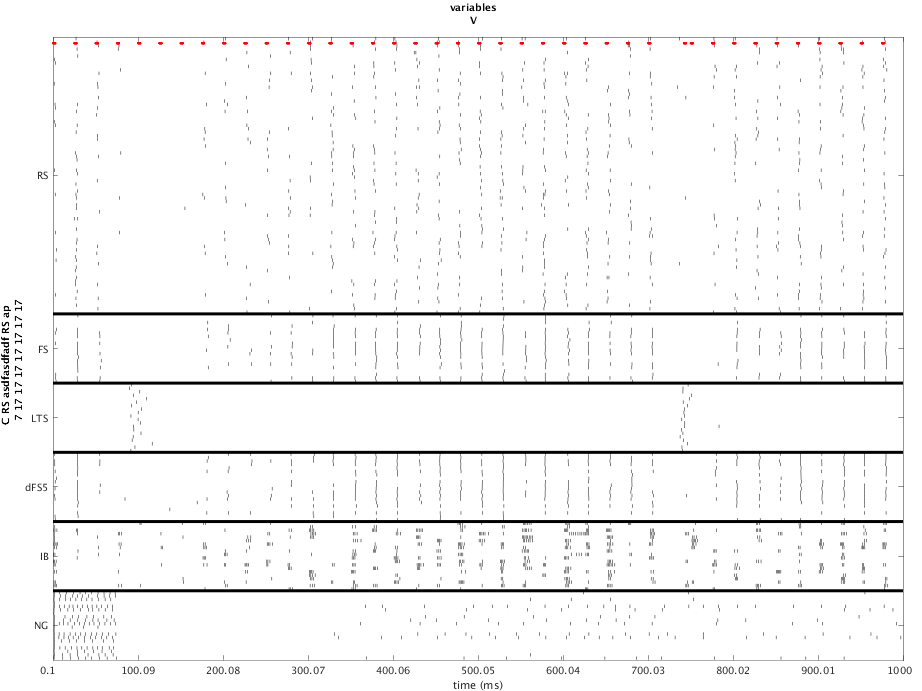 variables
V
RS
FS
LTS
dFS5
IB
NG
C RS asdfasdfadf RS ap
7 17 17 17 17 17 17 17 17
0.1 100.09 200.08 300.07 400.06 500.05 600.04 700.03 800.02 900.01 1000
time (ms)